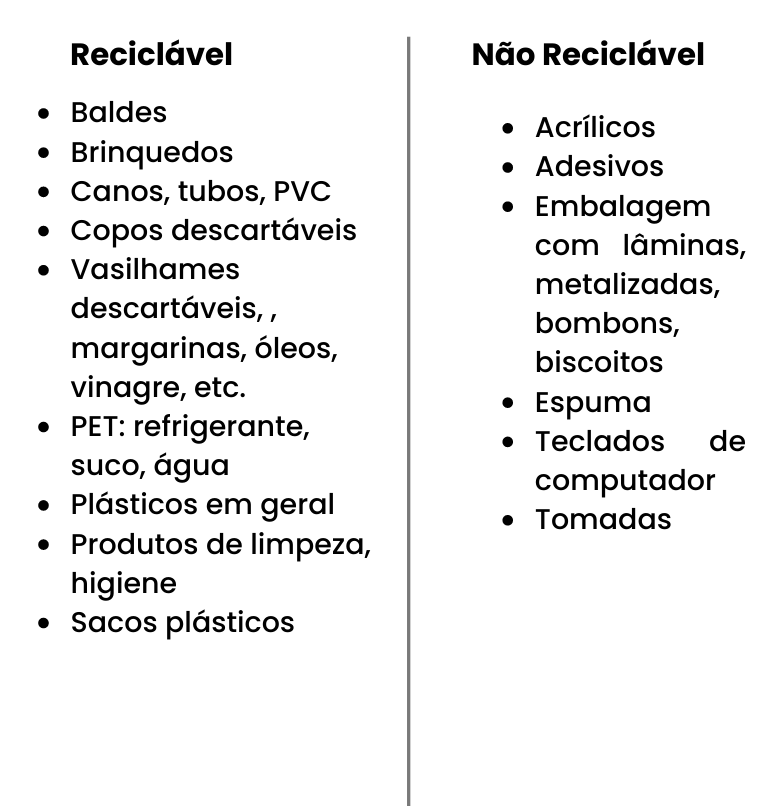 Reciclável
• Baldes
• Brinquedos
• Canos, tubos, PVC
• Copos descartáveis
• Vasilhames
descartáveis, ,
margarinas, óleos,
vinagre, etc.
• PET: refrigerante,
suco, água
• Plásticos em geral
• Produtos de limpeza,
higiene
• Sacos plásticos
Não Reciclável
• Acrílicos
• Adesivos
• Embalagem
com lâminas,
metalizadas,
bombons,
biscoitos
• Espuma
• Teclados de
computador
• Tomadas